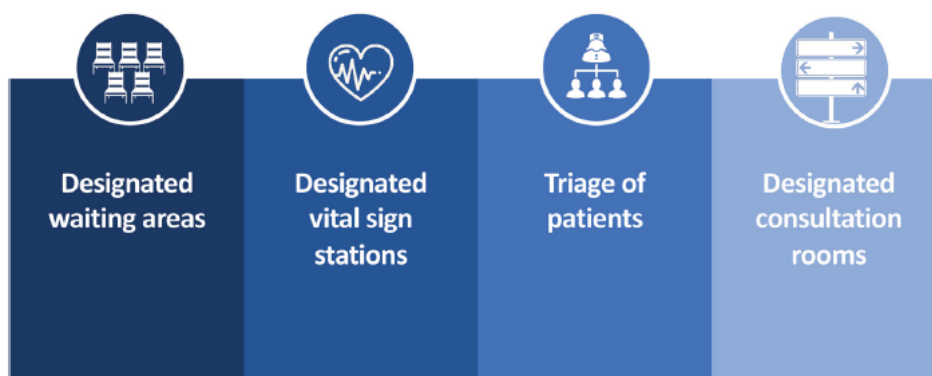 Designated
waiting areas
Designated
vital sign
stations
Triage of
patients
Designated
consultation
rooms